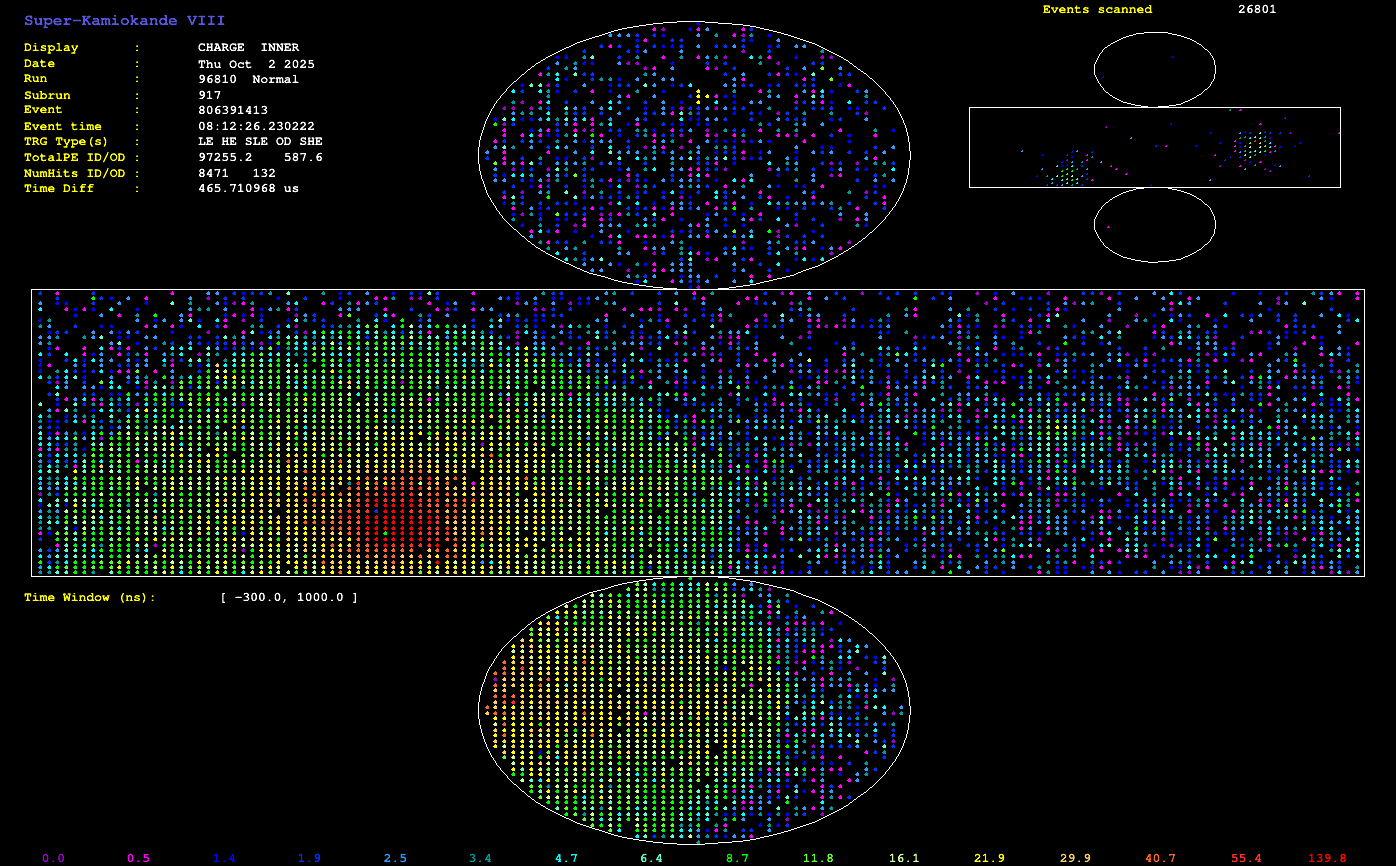 Super-Kamiokande VIII
Display : CHARGE INNER
Date : Thu Oct 2 2025
Run : 96810 Normal
Subrun : 917
Event : 806391413
Event time : 08:12:26.230222
TRG Type(s) : LE HE SLE OD SHE
TotalPE ID/OD : 97255.2 587.6
NumHits ID/OD : 8471 132
Time Diff : 465.710968 us
Events scanned 26801
Time Window (ns): [ -300.0, 1000.0 ]
0.0 0.5 1.4 1.9 2.5 3.4 4.7 6.4 8.7 11.8 16.1 21.9 29.9 40.7 55.4 139.8